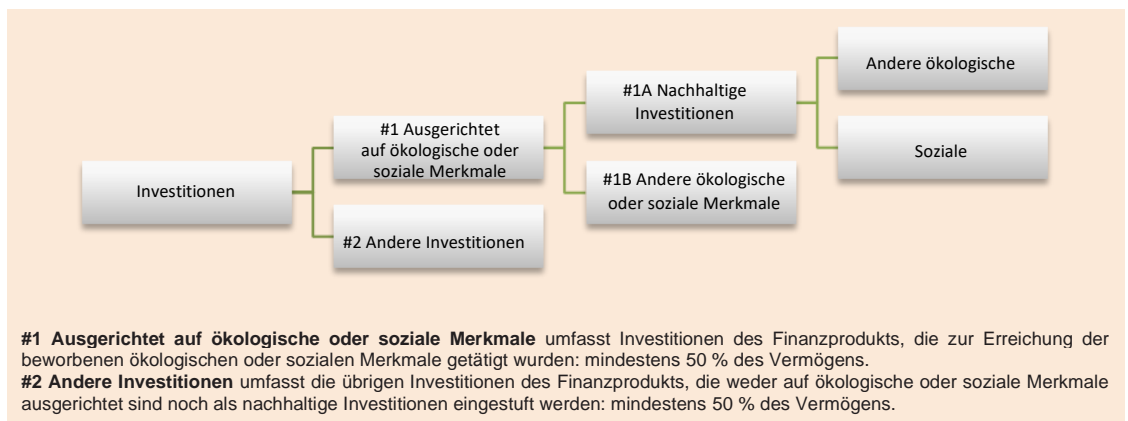 Andere ökologische
#1A Nachhaltige
Investitionen
#1 Ausgerichtet
auf ökologische oder
soziale Merkmale
Soziale
Investitionen
#1B Andere ökologische
oder soziale Merkmale
#2 Andere Investitionen
#1 Ausgerichtet auf ökologische oder soziale Merkmale umfasst Investitionen des Finanzprodukts, die zur Erreichung der
beworbenen ökologischen oder sozialen Merkmale getätigt wurden: mindestens 50 % des Vermögens.
#2 Andere Investitionen umfasst die übrigen Investitionen des Finanzprodukts, die weder auf ökologische oder soziale Merkmale
ausgerichtet sind noch als nachhaltige Investitionen eingestuft werden: mindestens 50 % des Vermögens.